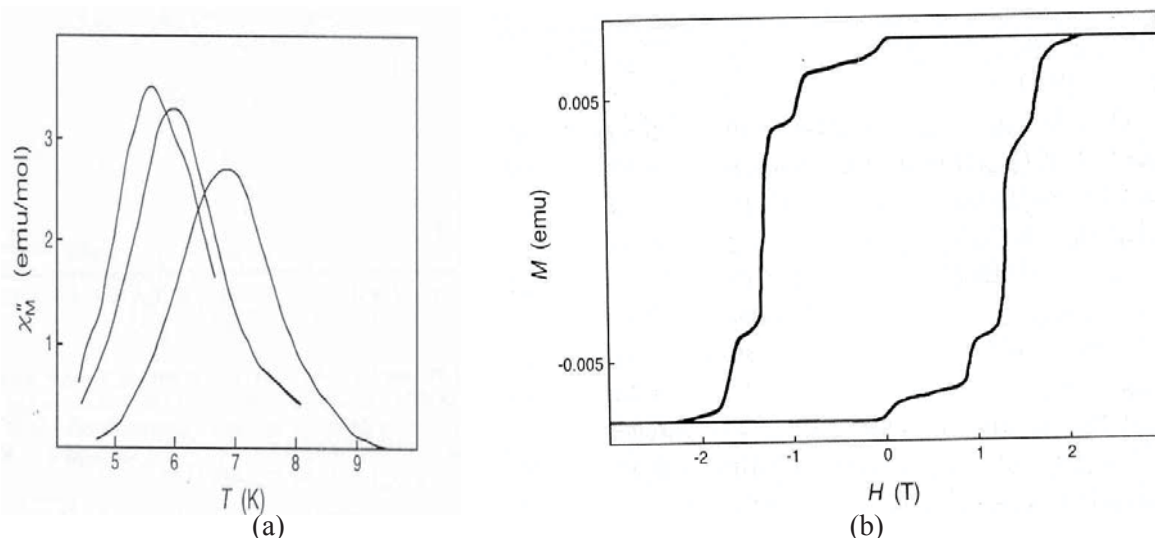 χ″M (emu/mol)
3
2
1
5 6 7 8 9
T (K)
(a)
M (emu)
0.005
-0.005
-2 -1 0 1 2
H (T)
(b)